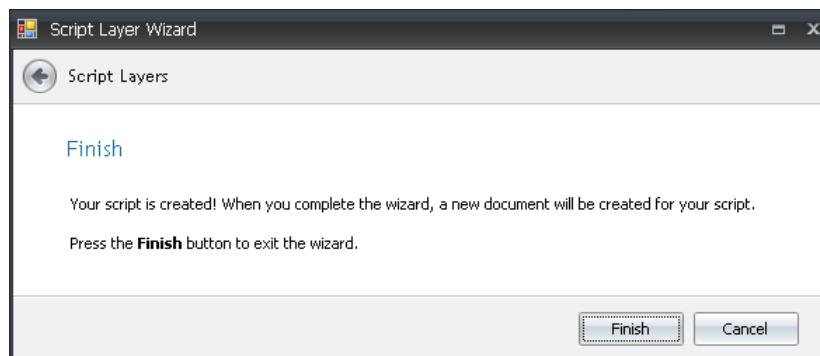 Script Layer Wizard
Script Layers
Finish
Your script is created! When you complete the wizard, a new document will be created for your script.
Press the Finish button to exit the wizard.
Finish
Cancel